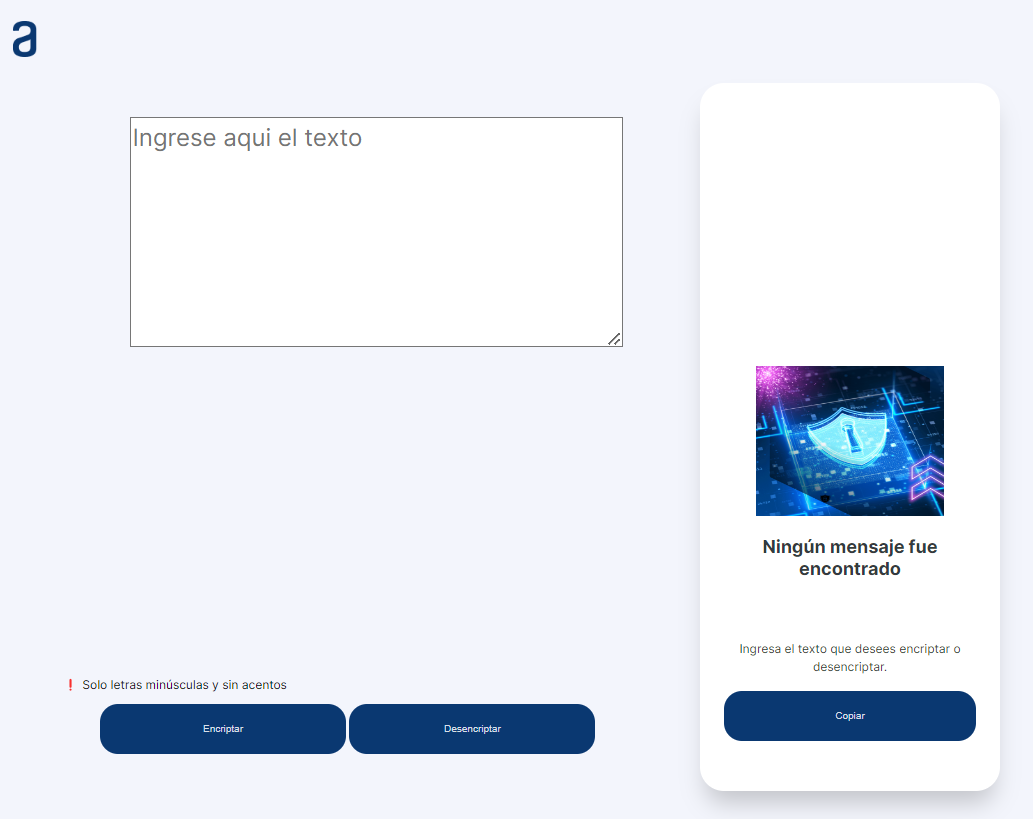 a
Ingrese aqui el texto
Ningún mensaje fue
encontrado
Ingresa el texto que desees encriptar o
desencriptar.
❗ Solo letras minúsculas y sin acentos
Encriptar
Desencriptar
Copiar